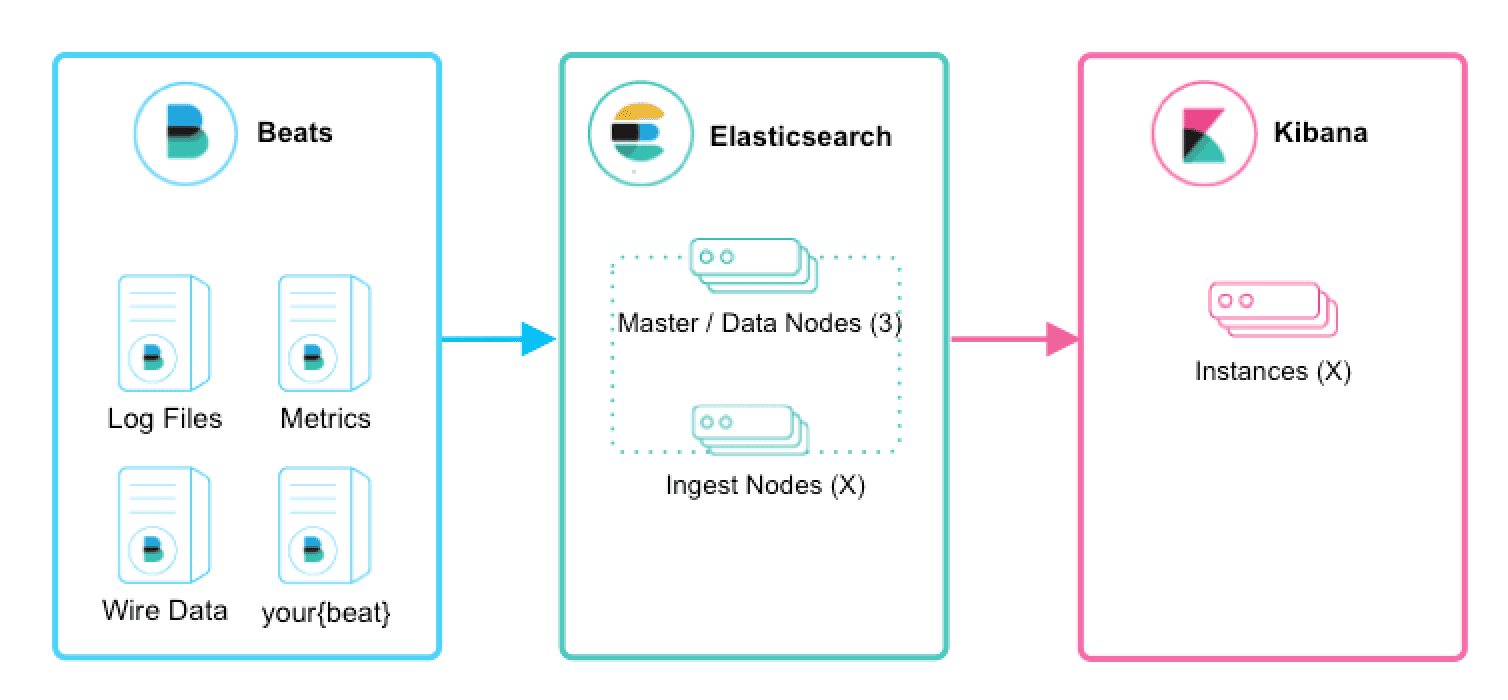 Beats
Log Files
Metrics
Wire Data
your{beat}
Elasticsearch
Master / Data Nodes (3)
Ingest Nodes (X)
Kibana
Instances (X)